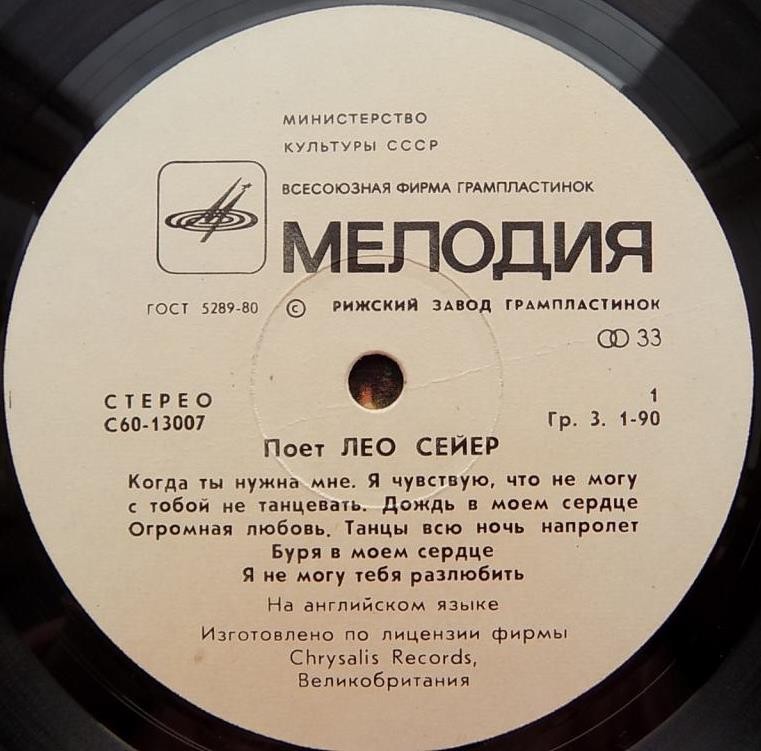 МИНИСТЕРСТВО
КУЛЬТУРЫ СССР
ВСЕСОЮЗНАЯ ФИРМА ГРАМПЛАСТИНОК
МЕЛОДИЯ
ГОСТ 5289-80 © РИЖСКИЙ ЗАВОД ГРАМПЛАСТИНОК
33
СТЕРЕО 1
С60-13007 Гр. 3. 1-90
Поет ЛЕО СЕЙЕР
Когда ты нужна мне. Я чувствую, что не могу
с тобой не танцевать. Дождь в моем сердце
Огромная любовь. Танцы всю ночь напролет
Буря в моем сердце
Я не могу тебя разлюбить
На английском языке
Изготовлено по лицензии фирмы
Chrysalis Records,
Великобритания